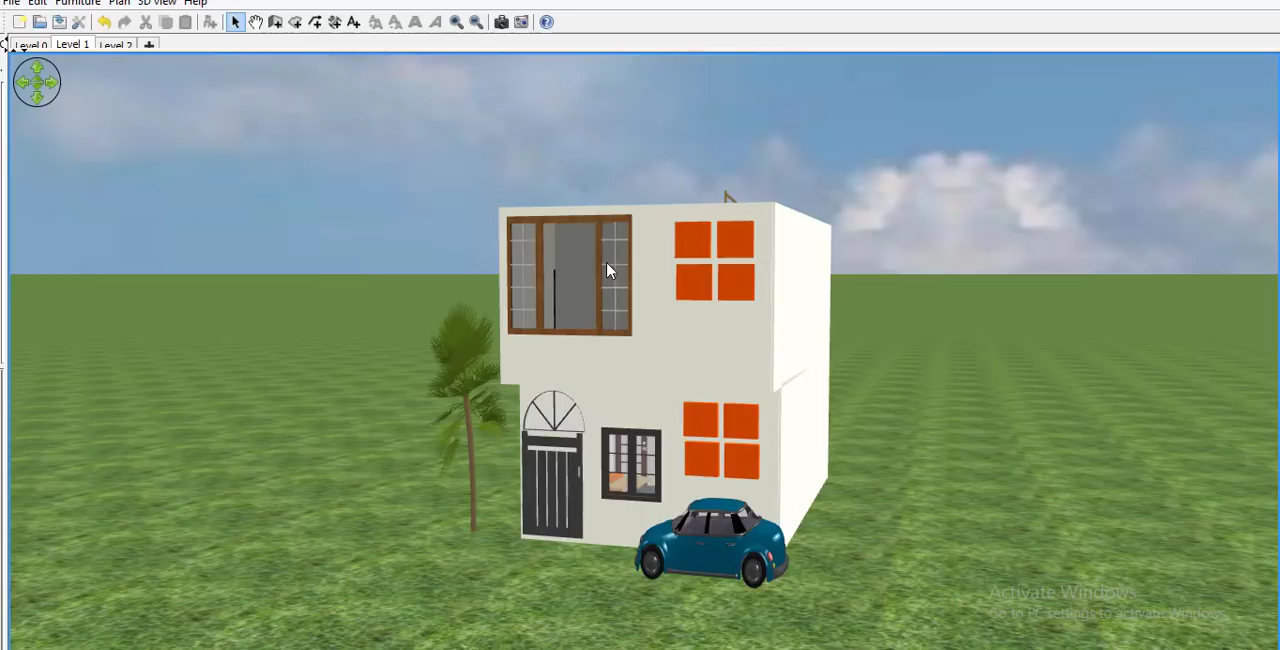 File Edit Furniture Plan 3D view Help
Level 0 Level 1 Level 2
Activate Windows
Go to PC settings to activate Windows.